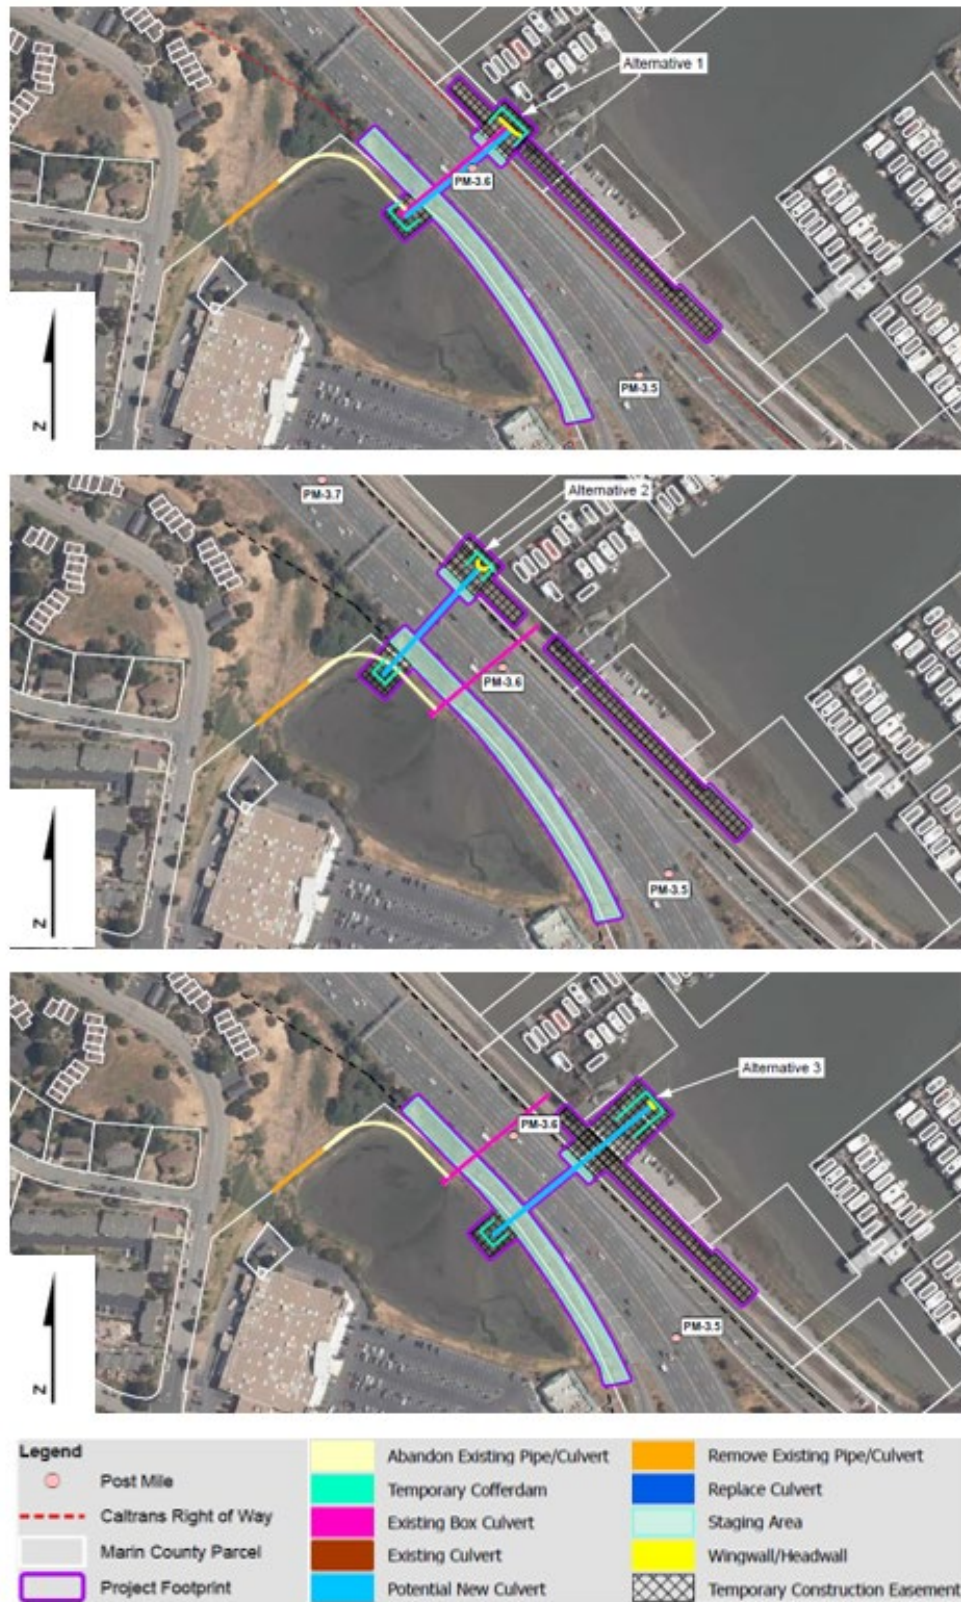 Alternative 1
PM-3.6
PM-3.5
N
PM-3.7
Alternative 2
PM-3.6
PM-3.5
N
Alternative 3
PM-3.6
PM-3.5
N
Legend
Post Mile
Caltrans Right of Way
Marin County Parcel
Project Footprint
Abandon Existing Pipe/Culvert
Temporary Cofferdam
Existing Box Culvert
Existing Culvert
Potential New Culvert
Remove Existing Pipe/Culvert
Replace Culvert
Staging Area
Wingwall/Headwall
Temporary Construction Easement